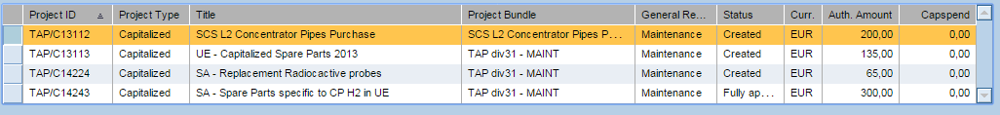 Project ID Project Type Title Project Bundle General Re... Status Curr. Auth. Amount Capspend
TAP/C13112 Capitalized SCS L2 Concentrator Pipes Purchase SCS L2 Concentrator Pipes P... Maintenance Created EUR 200,00 0,00
TAP/C13113 Capitalized UE - Capitalized Spare Parts 2013 TAP div31 - MAINT Maintenance Created EUR 135,00 0,00
TAP/C14224 Capitalized SA - Replacement Radioactive probes TAP div31 - MAINT Maintenance Created EUR 65,00 0,00
TAP/C14243 Capitalized SA - Spare Parts specific to CP H2 in UE TAP div31 - MAINT Maintenance Fully ap... EUR 300,00 0,00